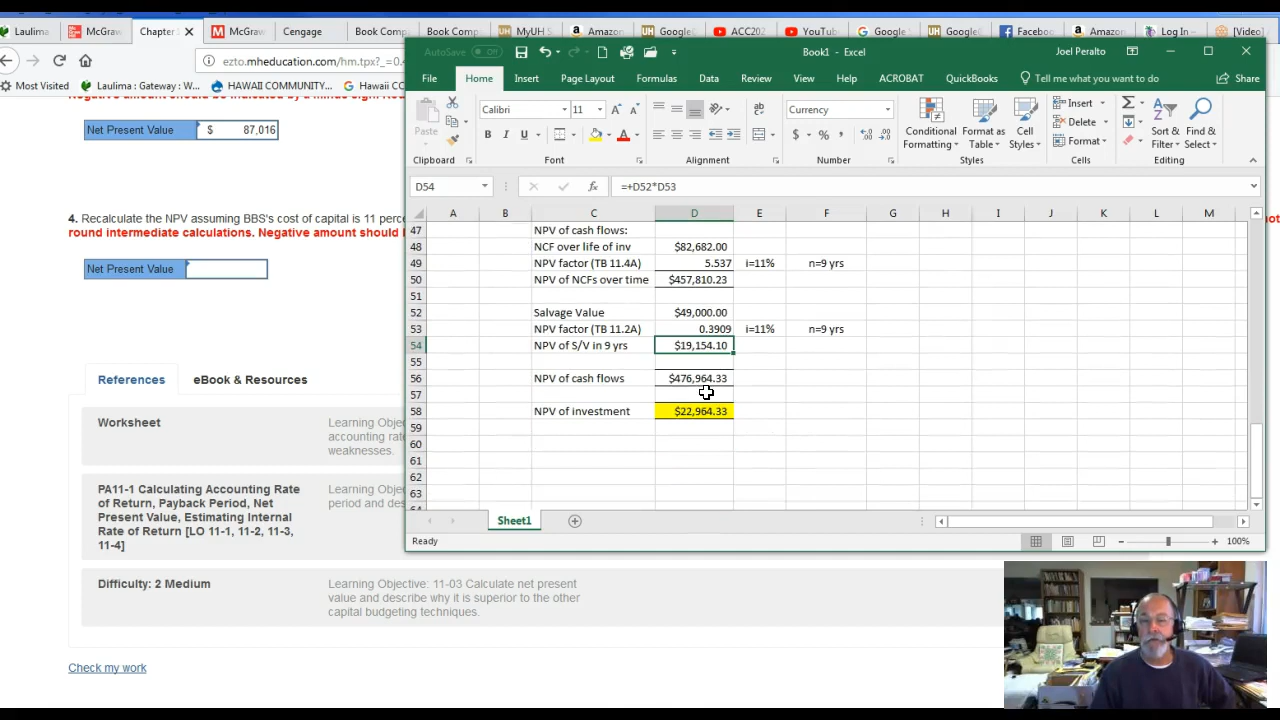 Laulima
McGraw
Chapter
McGraw
Cengage
Book Comp
Book Comp
MyUH S
Amazon
Google
ACC202
YouTub
Google
Google
Facebo
Amazo
Log In -
[Video]
AutoSave Off
Book1 - Excel
Joel Peralto
ezto.mheducation.com/hm.tpx?_=0.
Most Visited
Laulima : Gateway : W...
HAWAII COMMUNITY...
Hawaii CC
File Home Insert Page Layout Formulas Data Review View Help ACROBAT QuickBooks Tell me what you want to do Share
Paste
Clipboard
Calibri 11
B I U
Font
Alignment
Currency
$ % ,
Number
Conditional Formatting
Format as Table
Cell Styles
Styles
Insert
Delete
Format
Cells
Sort & Filter
Find & Select
Editing
Net Present Value $ 87,016
D54 fx =+D52*D53
A B C D E F G H I J K L M
47 NPV of cash flows:
48 NCF over life of inv $82,682.00
49 NPV factor (TB 11.4A) 5.537 i=11% n=9 yrs
50 NPV of NCFs over time $457,810.23
51
52 Salvage Value $49,000.00
53 NPV factor (TB 11.2A) 0.3909 i=11% n=9 yrs
54 NPV of S/V in 9 yrs $19,154.10
55
56 NPV of cash flows $476,964.33
57
58 NPV of investment $22,964.33
59
60
61
62
63
Sheet1
Ready
100%
4. Recalculate the NPV assuming BBS's cost of capital is 11 perce
round intermediate calculations. Negative amount should
Net Present Value
References eBook & Resources
Worksheet
Learning Objec
accounting rate
weaknesses.
PA11-1 Calculating Accounting Rate
of Return, Payback Period, Net
Present Value, Estimating Internal
Rate of Return [LO 11-1, 11-2, 11-3,
11-4]
Learning Objec
period and des
Difficulty: 2 Medium
Learning Objective: 11-03 Calculate net present
value and describe why it is superior to the other
capital budgeting techniques.
Check my work